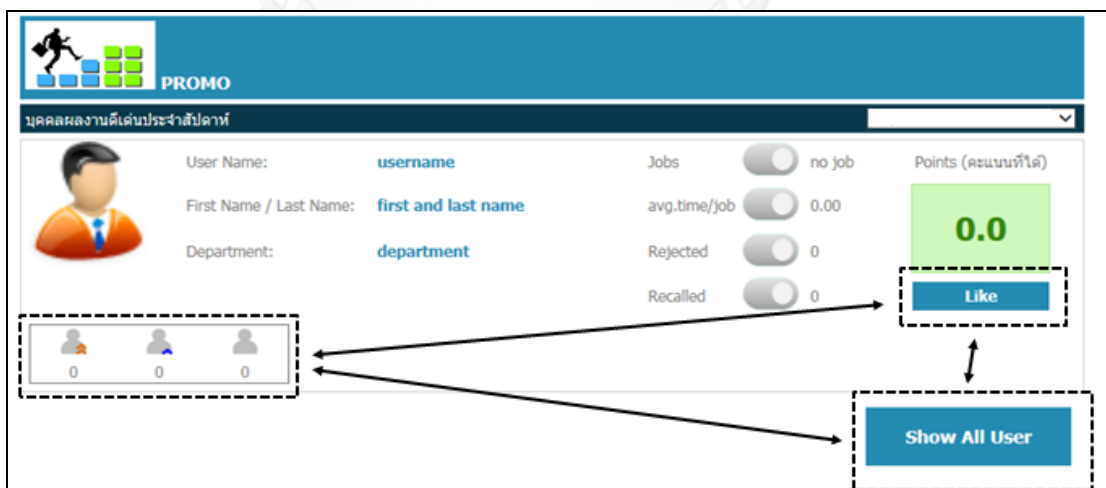 PROMO
บุคคลผลงานดีเด่นประจำสัปดาห์
User Name: username Jobs no job Points (คะแนนที่ได้)
First Name / Last Name: first and last name avg.time/job 0.00
0.0
Department: department Rejected 0
Recalled 0 Like
0 0 0
Show All User